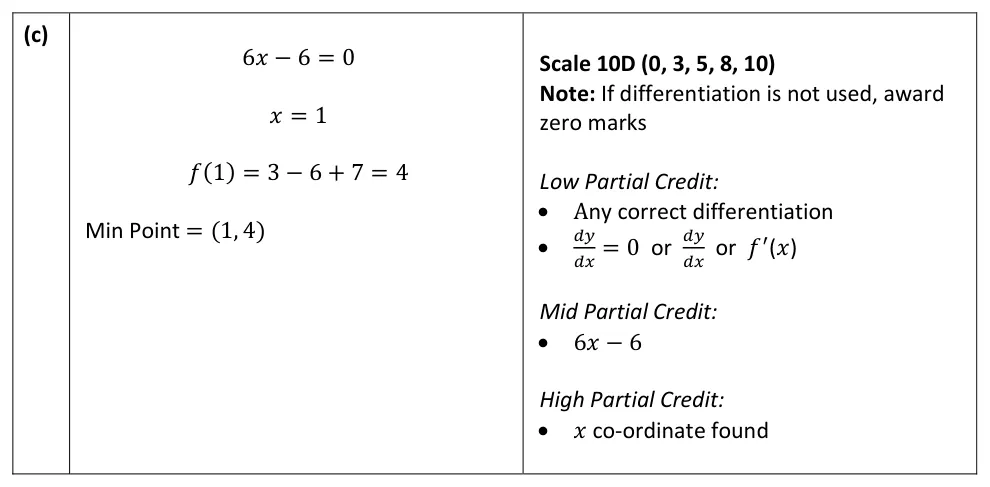 (c)
6x − 6 = 0
x = 1
f(1) = 3 − 6 + 7 = 4
Min Point = (1, 4)
Scale 10D (0, 3, 5, 8, 10)
Note: If differentiation is not used, award
zero marks
Low Partial Credit:
• Any correct differentiation
• dy/dx = 0 or dy/dx or f′(x)
Mid Partial Credit:
• 6x − 6
High Partial Credit:
• x co-ordinate found